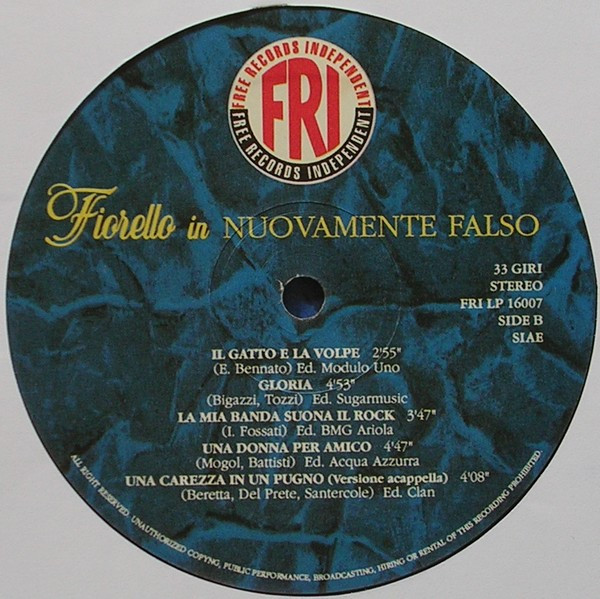 FREE RECORDS INDEPENDENT
FRI
FREE RECORDS INDEPENDENT
Fiorello in NUOVAMENTE FALSO
33 GIRI
STEREO
FRI LP 16007
SIDE B
SIAE
IL GATTO E LA VOLPE 2'55"
(E. Bennato) Ed. Modulo Uno
GLORIA 4'53"
(Bigazzi, Tozzi) Ed. Sugarmusic
LA MIA BANDA SUONA IL ROCK 3'47"
(I. Fossati) Ed. BMG Ariola
UNA DONNA PER AMICO 4'47"
(Mogol, Battisti) Ed. Acqua Azzurra
UNA CAREZZA IN UN PUGNO (Versione acappella) 4'08"
(Beretta, Del Prete, Santercole) Ed. Clan
ALL RIGHT RESERVED. UNAUTHORIZED COPYNG, PUBLIC PERFORMANCE, BROADCASTING, HIRING OR RENTAL OF THIS RECORDING PROHIBITED.